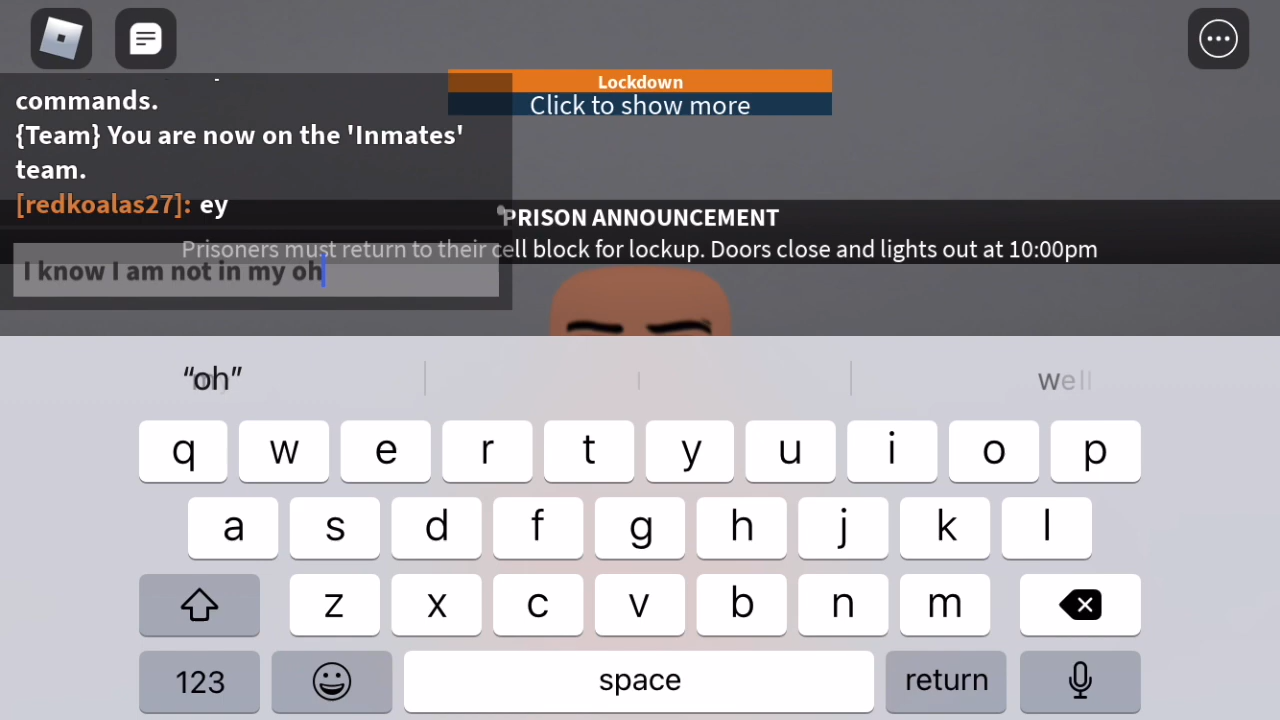 Lockdown
Click to show more
commands.
{Team} You are now on the 'Inmates'
team.
[redkoalas27]: ey
PRISON ANNOUNCEMENT
Prisoners must return to their cell block for lockup. Doors close and lights out at 10:00pm
I know I am not in my oh
“oh” well
q w e r t y u i o p
a s d f g h j k l
z x c v b n m
123 space return